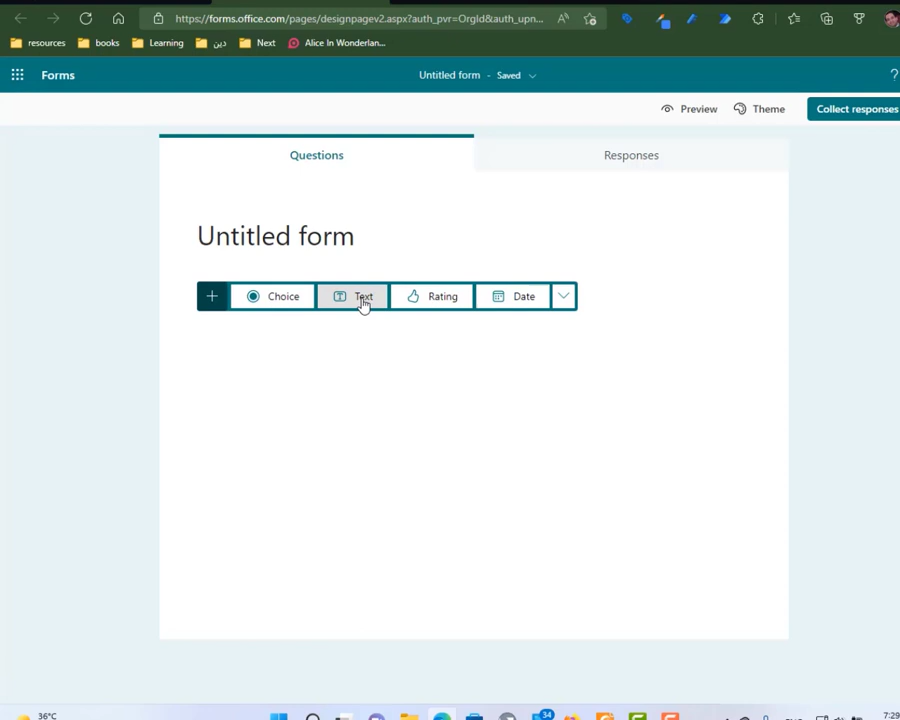 https://forms.office.com/pages/designpagev2.aspx?auth_pvr=OrgId&auth_upn...
resources books Learning دين Next Alice In Wonderlan...
Forms Untitled form - Saved ?
Preview Theme Collect responses
Questions Responses
Untitled form
+ Choice Text Rating Date
36°C 34 7:29